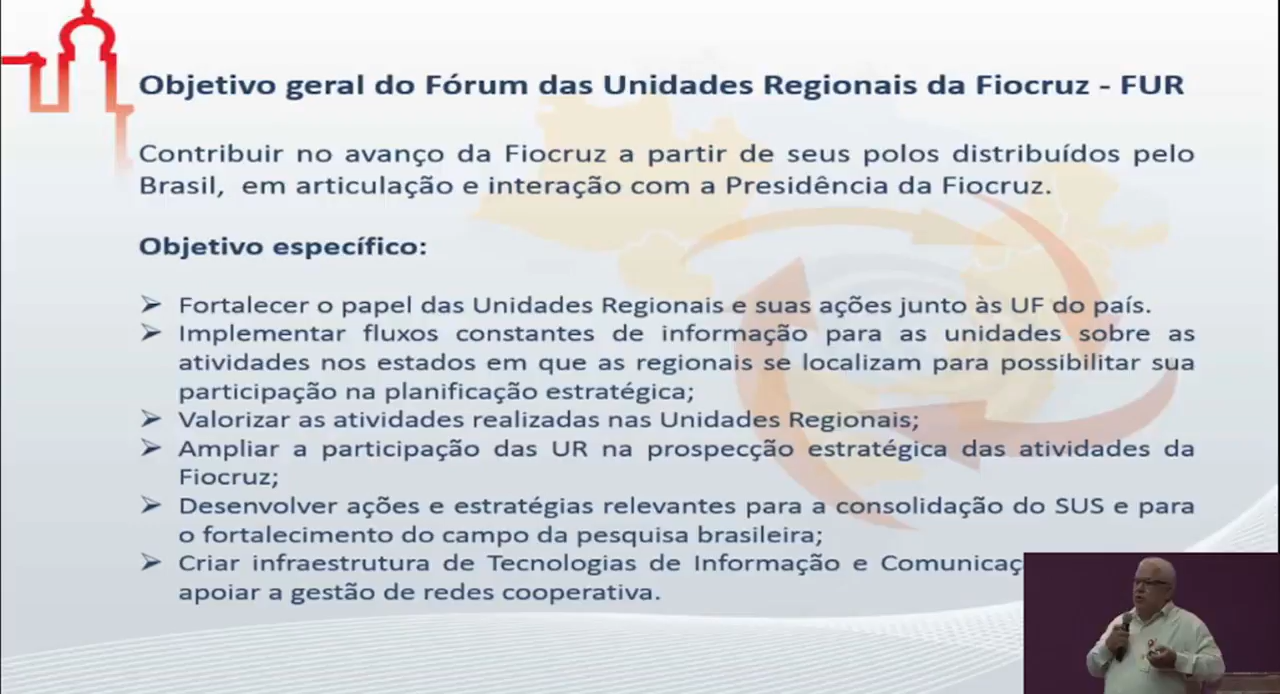 Objetivo geral do Fórum das Unidades Regionais da Fiocruz - FUR
Contribuir no avanço da Fiocruz a partir de seus polos distribuídos pelo
Brasil, em articulação e interação com a Presidência da Fiocruz.
Objetivo específico:
➢ Fortalecer o papel das Unidades Regionais e suas ações junto às UF do país.
➢ Implementar fluxos constantes de informação para as unidades sobre as
atividades nos estados em que as regionais se localizam para possibilitar sua
participação na planificação estratégica;
➢ Valorizar as atividades realizadas nas Unidades Regionais;
➢ Ampliar a participação das UR na prospecção estratégica das atividades da
Fiocruz;
➢ Desenvolver ações e estratégias relevantes para a consolidação do SUS e para
o fortalecimento do campo da pesquisa brasileira;
➢ Criar infraestrutura de Tecnologias de Informação e
apoiar a gestão de redes cooperativa.